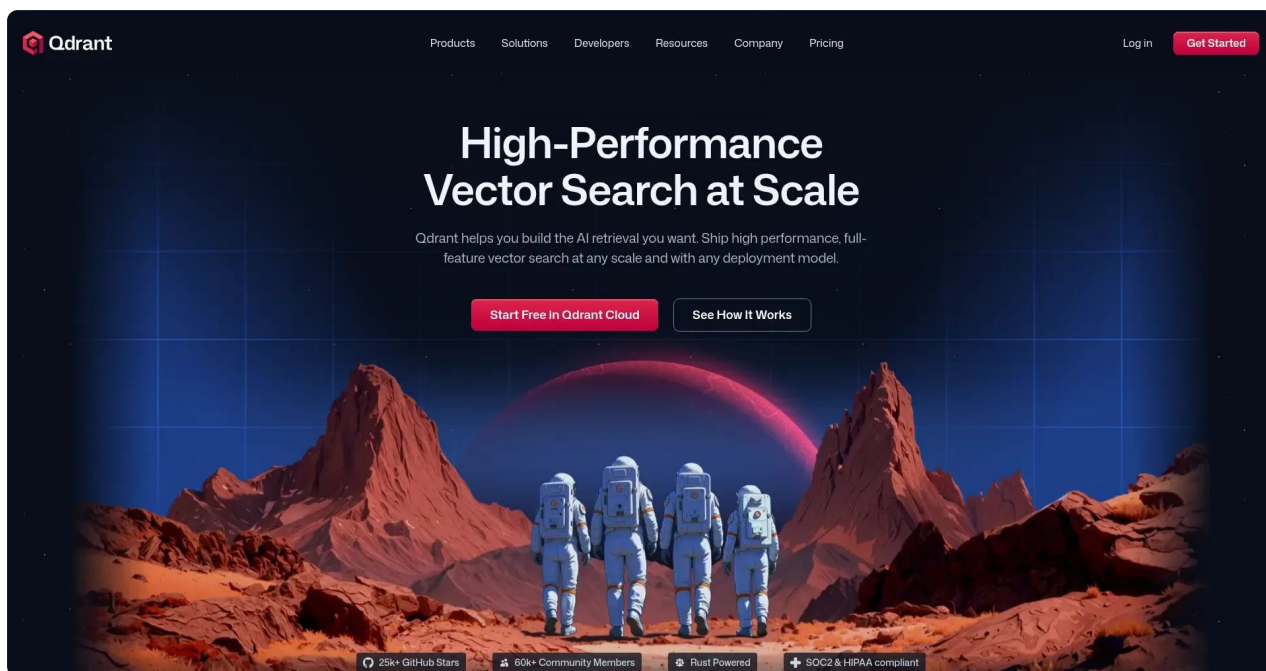 Qdrant
Products
Solutions
Developers
Resources
Company
Pricing
Log in
Get Started
High-Performance
Vector Search at Scale
Qdrant helps you build the AI retrieval you want. Ship high performance, full-
feature vector search at any scale and with any deployment model.
Start Free in Qdrant Cloud
See How It Works
25k+ GitHub Stars
60k+ Community Members
Rust Powered
SOC2 & HIPAA compliant